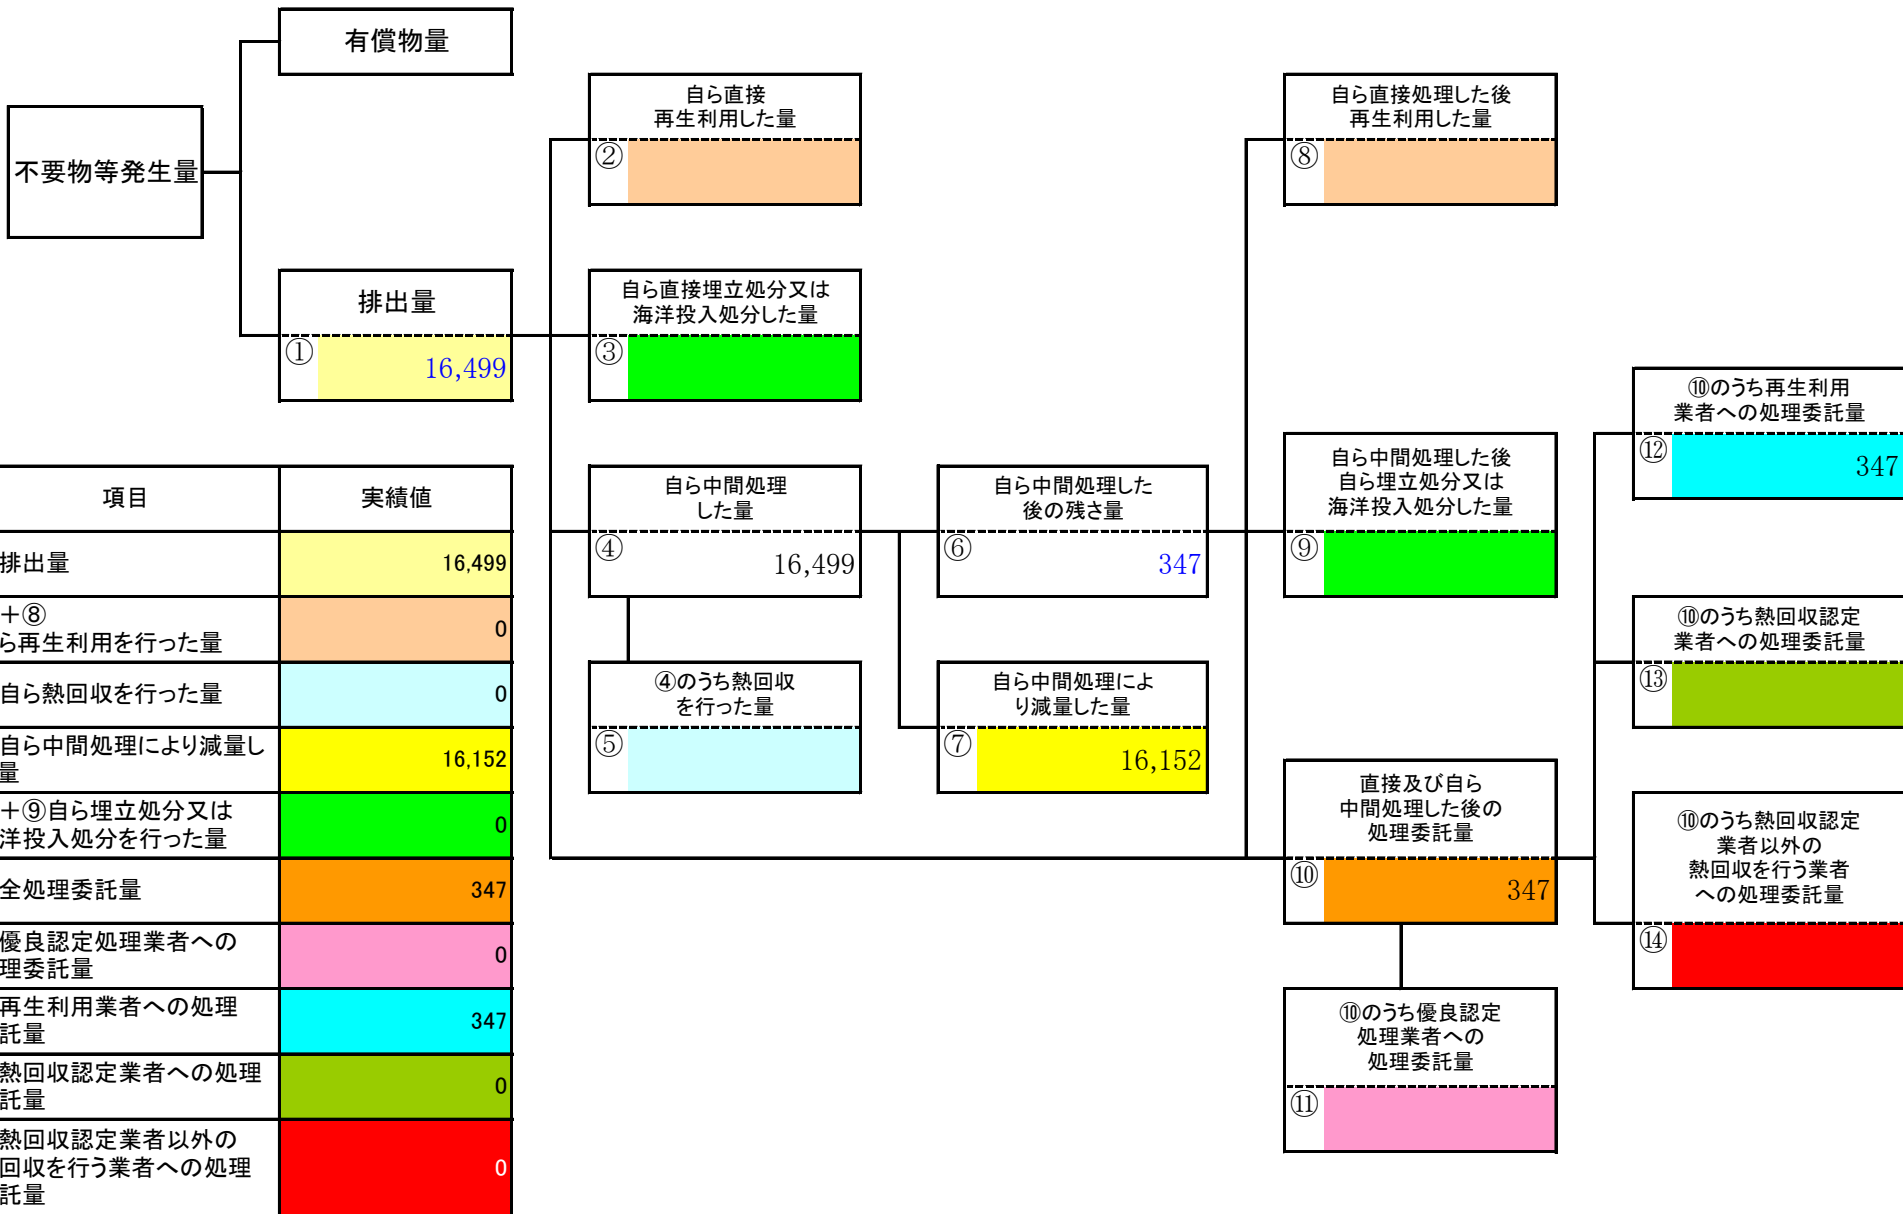 有償物量
不要物等発生量
排出量
①
16,499
自ら直接
再生利用した量
②
自ら直接埋立処分又は
海洋投入処分した量
③
自ら中間処理
した量
④
16,499
④のうち熱回収
を行った量
⑤
自ら中間処理した
後の残さ量
⑥
347
自ら中間処理によ
り減量した量
⑦
16,152
自ら直接処理した後
再生利用した量
⑧
自ら中間処理した後
自ら埋立処分又は
海洋投入処分した量
⑨
直接及び自ら
中間処理した後の
処理委託量
⑩
347
⑩のうち優良認定
処理業者への
処理委託量
⑪
⑩のうち再生利用
業者への処理委託量
⑫
347
⑩のうち熱回収認定
業者への処理委託量
⑬
⑩のうち熱回収認定
業者以外の
熱回収を行う業者
への処理委託量
⑭
項目 実績値
排出量 16,499
+⑧
ら再生利用を行った量 0
自ら熱回収を行った量 0
自ら中間処理により減量し
量 16,152
+⑨自ら埋立処分又は
洋投入処分を行った量 0
全処理委託量 347
優良認定処理業者への
理委託量 0
再生利用業者への処理
託量 347
熱回収認定業者への処理
託量 0
熱回収認定業者以外の
回収を行う業者への処理
託量 0